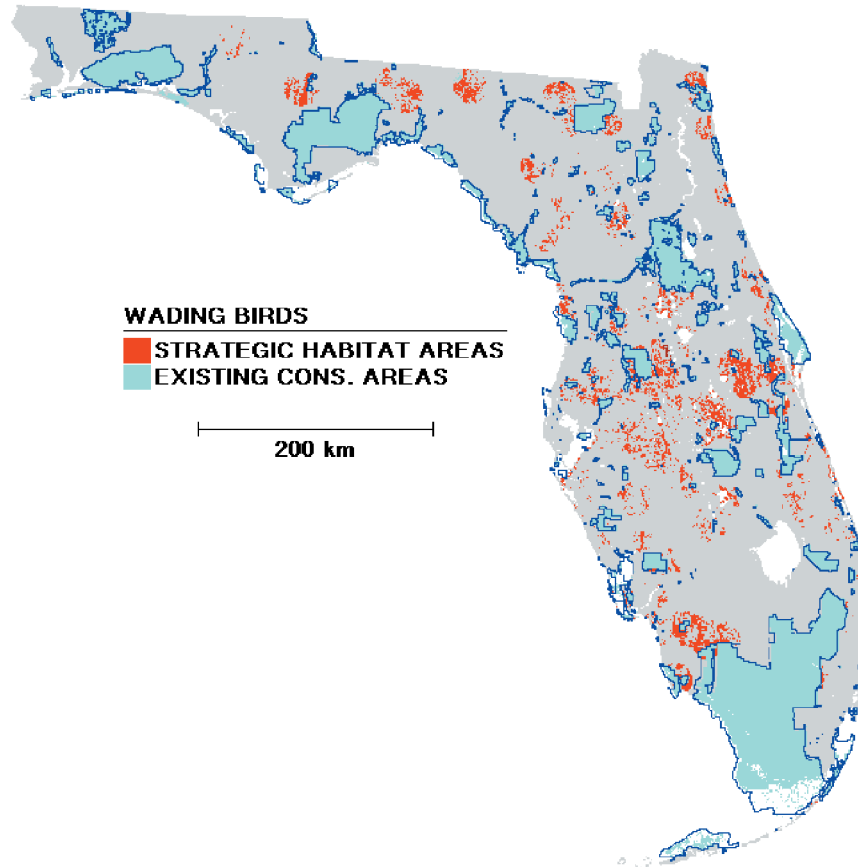 WADING BIRDS
STRATEGIC HABITAT AREAS
EXISTING CONS. AREAS
200 km